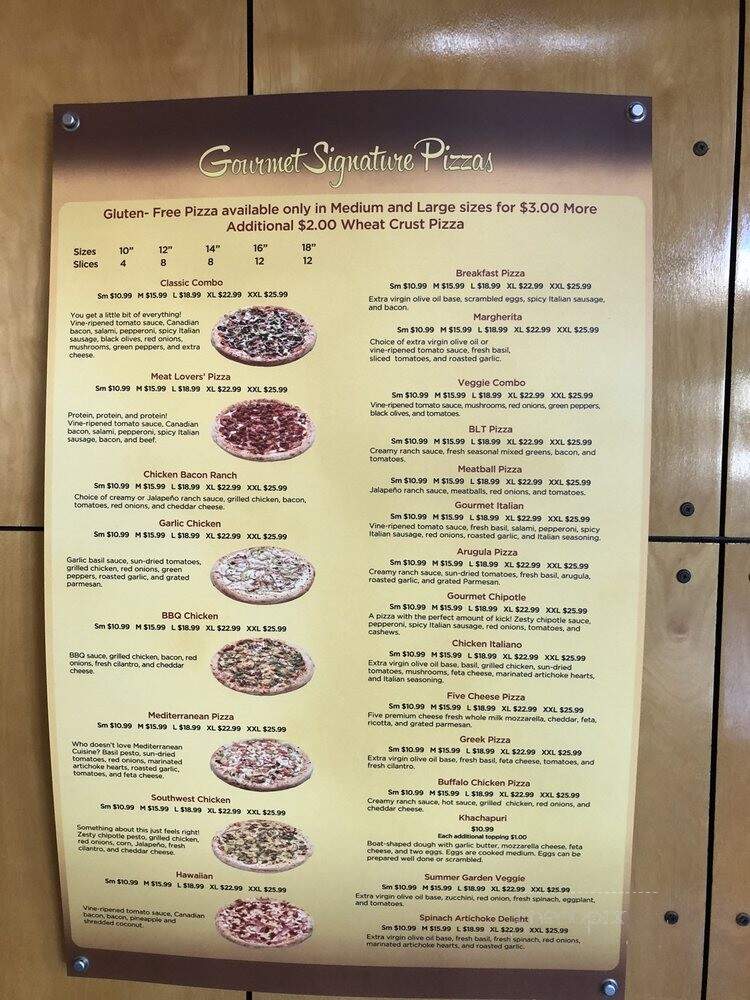 Gourmet Signature Pizzas
Gluten- Free Pizza available only in Medium and Large sizes for $3.00 More
Additional $2.00 Wheat Crust Pizza
Sizes 10" 12" 14" 16" 18"
Slices 4 8 8 12 12
Classic Combo
Sm $10.99 M $15.99 L $18.99 XL $22.99 XXL $25.99
You get a little bit of everything!
Vine-ripened tomato sauce, Canadian
bacon, salami, pepperoni, spicy Italian
sausage, black olives, red onions,
mushrooms, green peppers, and extra
cheese.
Meat Lovers' Pizza
Sm $10.99 M $15.99 L $18.99 XL $22.99 XXL $25.99
Protein, protein, and protein!
Vine-ripened tomato sauce, Canadian
bacon, salami, pepperoni, spicy Italian
sausage, bacon, and beef.
Chicken Bacon Ranch
Sm $10.99 M $15.99 L $18.99 XL $22.99 XXL $25.99
Choice of creamy or Jalapeño ranch sauce, grilled chicken, bacon,
tomatoes, red onions, and cheddar cheese.
Garlic Chicken
Sm $10.99 M $15.99 L $18.99 XL $22.99 XXL $25.99
Garlic basil sauce, sun-dried tomatoes,
grilled chicken, red onions, green
peppers, roasted garlic, and grated
parmesan.
BBQ Chicken
Sm $10.99 M $15.99 L $18.99 XL $22.99 XXL $25.99
BBQ sauce, grilled chicken, bacon, red
onions, fresh cilantro, and cheddar
cheese.
Mediterranean Pizza
Sm $10.99 M $15.99 L $18.99 XL $22.99 XXL $25.99
Who doesn't love Mediterranean
Cuisine? Basil pesto, sun-dried
tomatoes, red onions, marinated
artichoke hearts, roasted garlic,
tomatoes, and feta cheese.
Southwest Chicken
Sm $10.99 M $15.99 L $18.99 XL $22.99 XXL $25.99
Something about this just feels right!
Zesty chipotle pesto, grilled chicken,
red onions, corn, Jalapeño, fresh
cilantro, and cheddar cheese.
Hawaiian
Sm $10.99 M $15.99 L $18.99 XL $22.99 XXL $25.99
Vine-ripened tomato sauce, Canadian
bacon, bacon, pineapple and
shredded coconut.
Breakfast Pizza
Sm $10.99 M $15.99 L $18.99 XL $22.99 XXL $25.99
Extra virgin olive oil base, scrambled eggs, spicy Italian sausage,
and bacon.
Margherita
Sm $10.99 M $15.99 L $18.99 XL $22.99 XXL $25.99
Choice of extra virgin olive oil or
vine-ripened tomato sauce, fresh basil,
sliced tomatoes, and roasted garlic.
Veggie Combo
Sm $10.99 M $15.99 L $18.99 XL $22.99 XXL $25.99
Vine-ripened tomato sauce, mushrooms, red onions, green peppers,
black olives, and tomatoes.
BLT Pizza
Sm $10.99 M $15.99 L $18.99 XL $22.99 XXL $25.99
Creamy ranch sauce, fresh seasonal mixed greens, bacon, and
tomatoes.
Meatball Pizza
Sm $10.99 M $15.99 L $18.99 XL $22.99 XXL $25.99
Jalapeño ranch sauce, meatballs, red onions, and tomatoes.
Gourmet Italian
Sm $10.99 M $15.99 L $18.99 XL $22.99 XXL $25.99
Vine-ripened tomato sauce, fresh basil, salami, pepperoni, spicy
Italian sausage, red onions, roasted garlic, and Italian seasoning.
Arugula Pizza
Sm $10.99 M $15.99 L $18.99 XL $22.99 XXL $25.99
Creamy ranch sauce, sun-dried tomatoes, fresh basil, arugula,
roasted garlic, and grated Parmesan.
Gourmet Chipotle
Sm $10.99 M $15.99 L $18.99 XL $22.99 XXL $25.99
A pizza with the perfect amount of kick! Zesty chipotle sauce,
pepperoni, spicy Italian sausage, red onions, tomatoes, and
cashews.
Chicken Italiano
Sm $10.99 M $15.99 L $18.99 XL $22.99 XXL $25.99
Extra virgin olive oil base, basil, grilled chicken, sun-dried
tomatoes, mushrooms, feta cheese, marinated artichoke hearts,
and Italian seasoning.
Five Cheese Pizza
Sm $10.99 M $15.99 L $18.99 XL $22.99 XXL $25.99
Five premium cheese fresh whole milk mozzarella, cheddar, feta,
ricotta, and grated parmesan.
Greek Pizza
Sm $10.99 M $15.99 L $18.99 XL $22.99 XXL $25.99
Extra virgin olive oil base, fresh basil, feta cheese, tomatoes, and
fresh cilantro.
Buffalo Chicken Pizza
Sm $10.99 M $15.99 L $18.99 XL $22.99 XXL $25.99
Creamy ranch sauce, hot sauce, grilled chicken, red onions, and
cheddar cheese.
Khachapuri
$10.99
Each additional topping $1.00
Boat-shaped dough with garlic butter, mozzarella cheese, feta
cheese, and two eggs. Eggs are cooked medium. Eggs can be
prepared well done or scrambled.
Summer Garden Veggie
Sm $10.99 M $15.99 L $18.99 XL $22.99 XXL $25.99
Extra virgin olive oil base, zucchini, red onion, fresh spinach, eggplant,
and tomatoes.
Spinach Artichoke Delight
Sm $10.99 M $15.99 L $18.99 XL $22.99 XXL $25.99
Extra virgin olive oil base, fresh basil, fresh spinach, red onions,
marinated artichoke hearts, and roasted garlic.